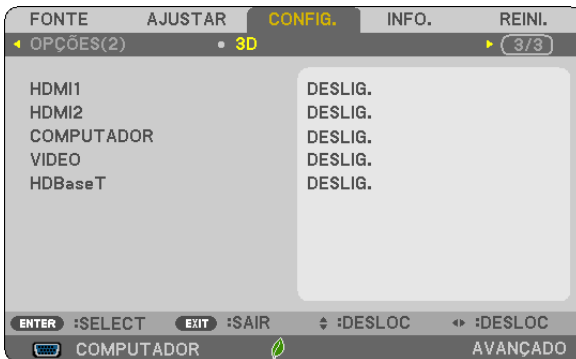 FONTE AJUSTAR CONFIG. INFO. REINI.
OPÇÕES(2) 3D 3/3
HDMI1 DESLIG.
HDMI2 DESLIG.
COMPUTADOR DESLIG.
VIDEO DESLIG.
HDBaseT DESLIG.
ENTER :SELECT EXIT :SAIR :DESLOC :DESLOC
COMPUTADOR AVANÇADO